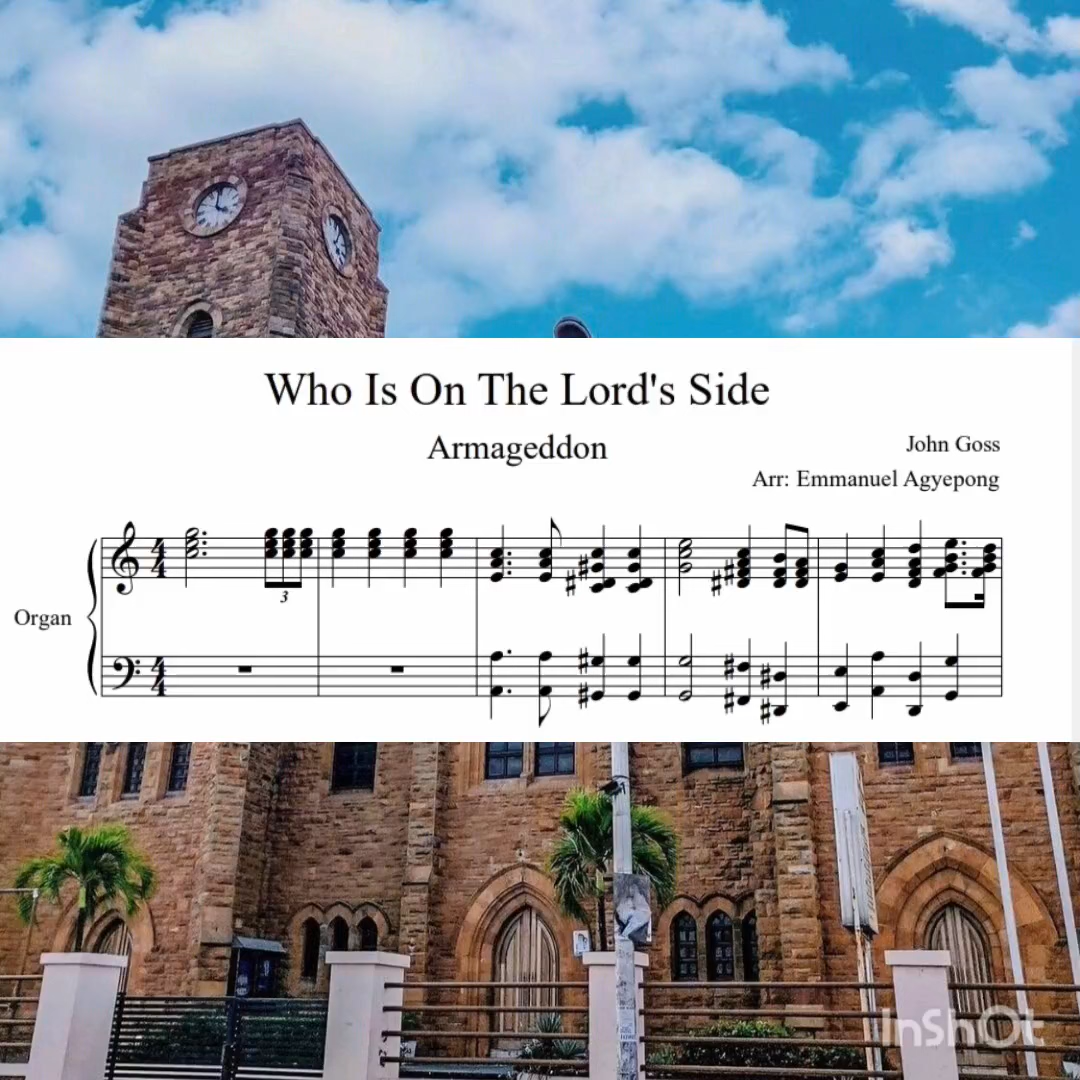 Who Is On The Lord's Side
Armageddon
John Goss
Arr: Emmanuel Agyepong
Organ
3
InShOt